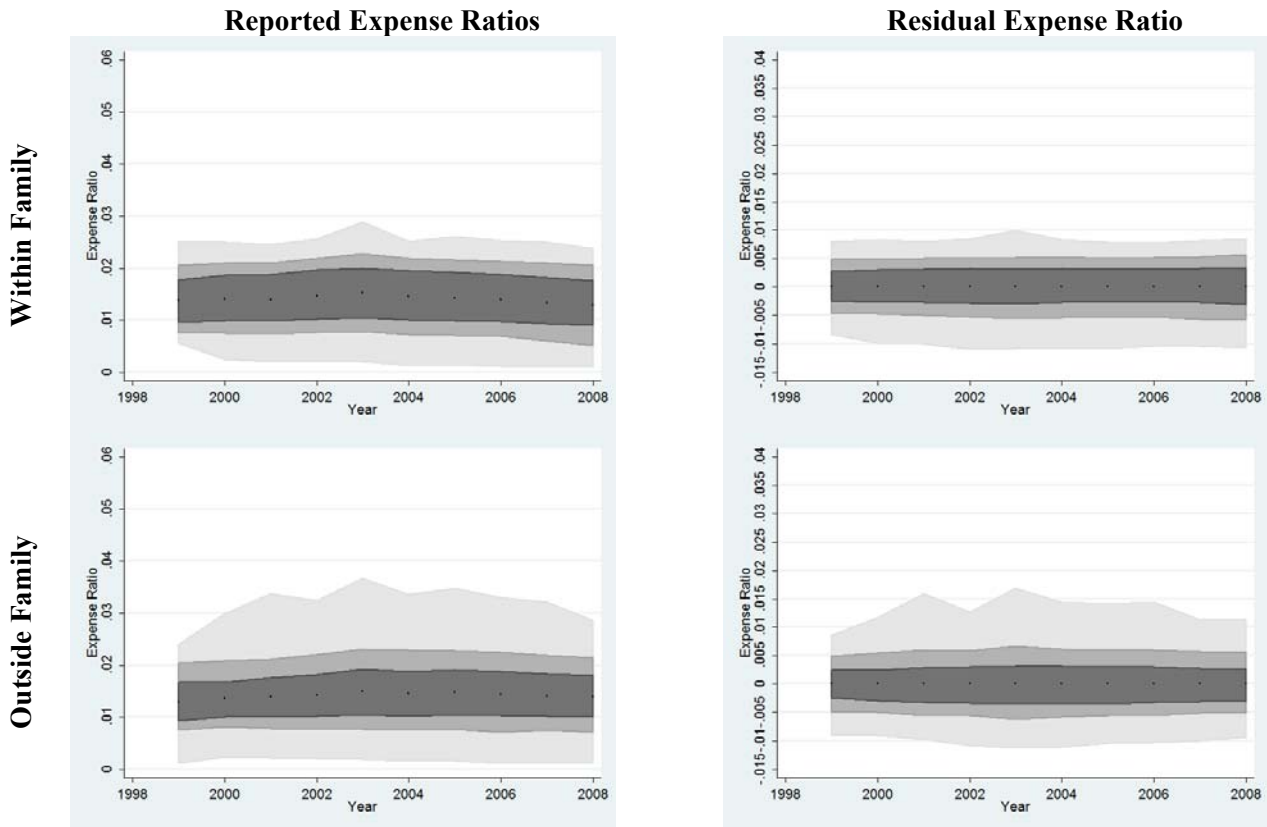 Reported Expense Ratios
Residual Expense Ratio
Within Family
Expense Ratio
0 .01 .02 .03 .04 .05 .06
1998 2000 2002 2004 2006 2008
Year
Expense Ratio
-.015 -.01 -.005 0 .005 .01 .015 .02 .025 .03 .035 .04
1998 2000 2002 2004 2006 2008
Year
Outside Family
Expense Ratio
0 .01 .02 .03 .04 .05 .06
1998 2000 2002 2004 2006 2008
Year
Expense Ratio
-.015 -.01 -.005 0 .005 .01 .015 .02 .025 .03 .035 .04
1998 2000 2002 2004 2006 2008
Year